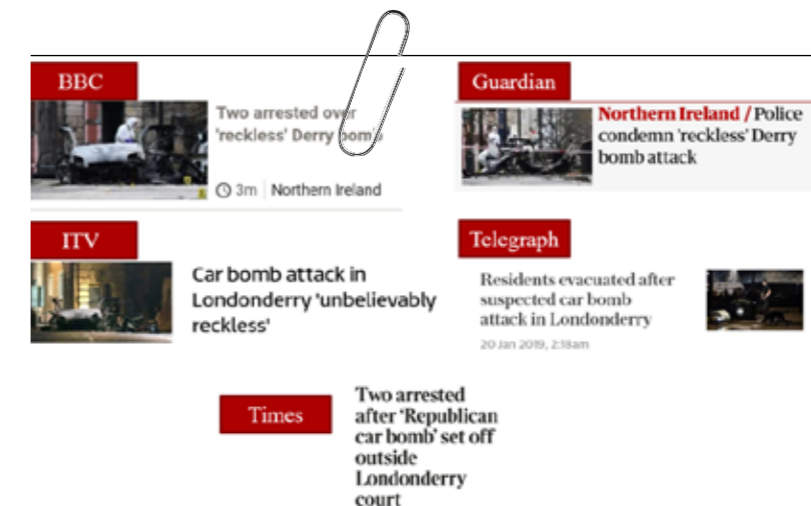 BBC
Two arrested over
'reckless' Derry bomb
3m Northern Ireland
Guardian
Northern Ireland / Police
condemn 'reckless' Derry
bomb attack
ITV
Car bomb attack in
Londonderry 'unbelievably
reckless'
Telegraph
Residents evacuated after
suspected car bomb
attack in Londonderry
20 Jan 2019, 2:18am
Times
Two arrested
after ‘Republican
car bomb’ set off
outside
Londonderry
court